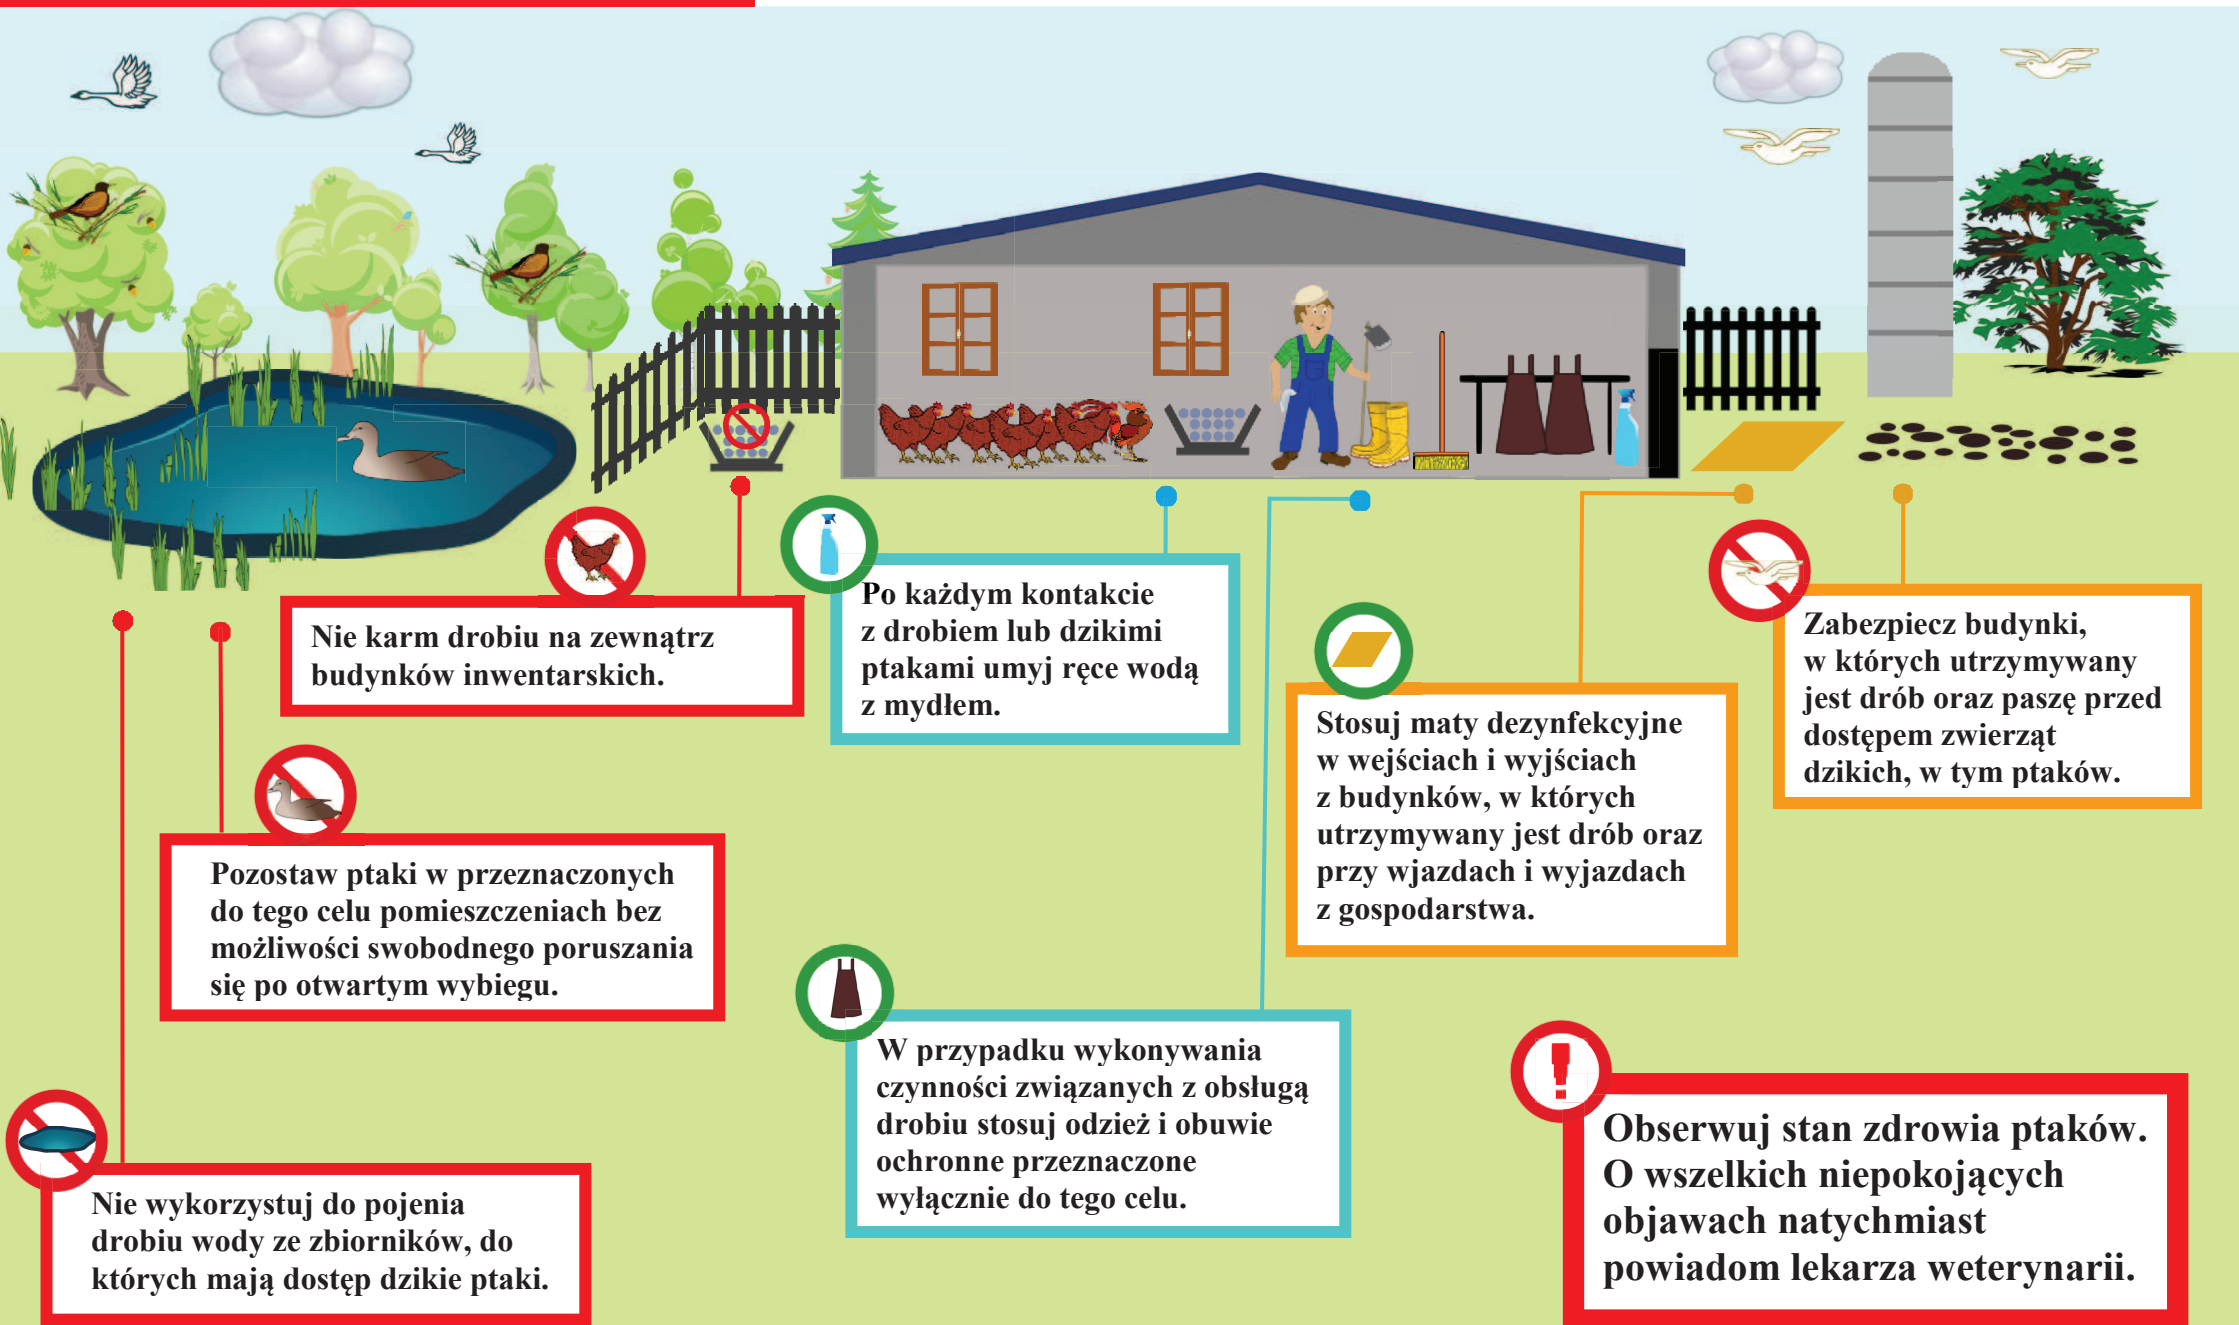 Nie karm drobiu na zewnątrz
budynków inwentarskich.
Po każdym kontakcie
z drobiem lub dzikimi
ptakami umyj ręce wodą
z mydłem.
Zabezpiecz budynki,
w których utrzymywany
jest drób oraz paszę przed
dostępem zwierząt
dzikich, w tym ptaków.
Stosuj maty dezynfekcyjne
w wejściach i wyjściach
z budynków, w których
utrzymywany jest drób oraz
przy wjazdach i wyjazdach
z gospodarstwa.
Pozostaw ptaki w przeznaczonych
do tego celu pomieszczeniach bez
możliwości swobodnego poruszania
się po otwartym wybiegu.
W przypadku wykonywania
czynności związanych z obsługą
drobiu stosuj odzież i obuwie
ochronne przeznaczone
wyłącznie do tego celu.
Nie wykorzystuj do pojenia
drobiu wody ze zbiorników, do
których mają dostęp dzikie ptaki.
Obserwuj stan zdrowia ptaków.
O wszelkich niepokojących
objawach natychmiast
powiadom lekarza weterynarii.